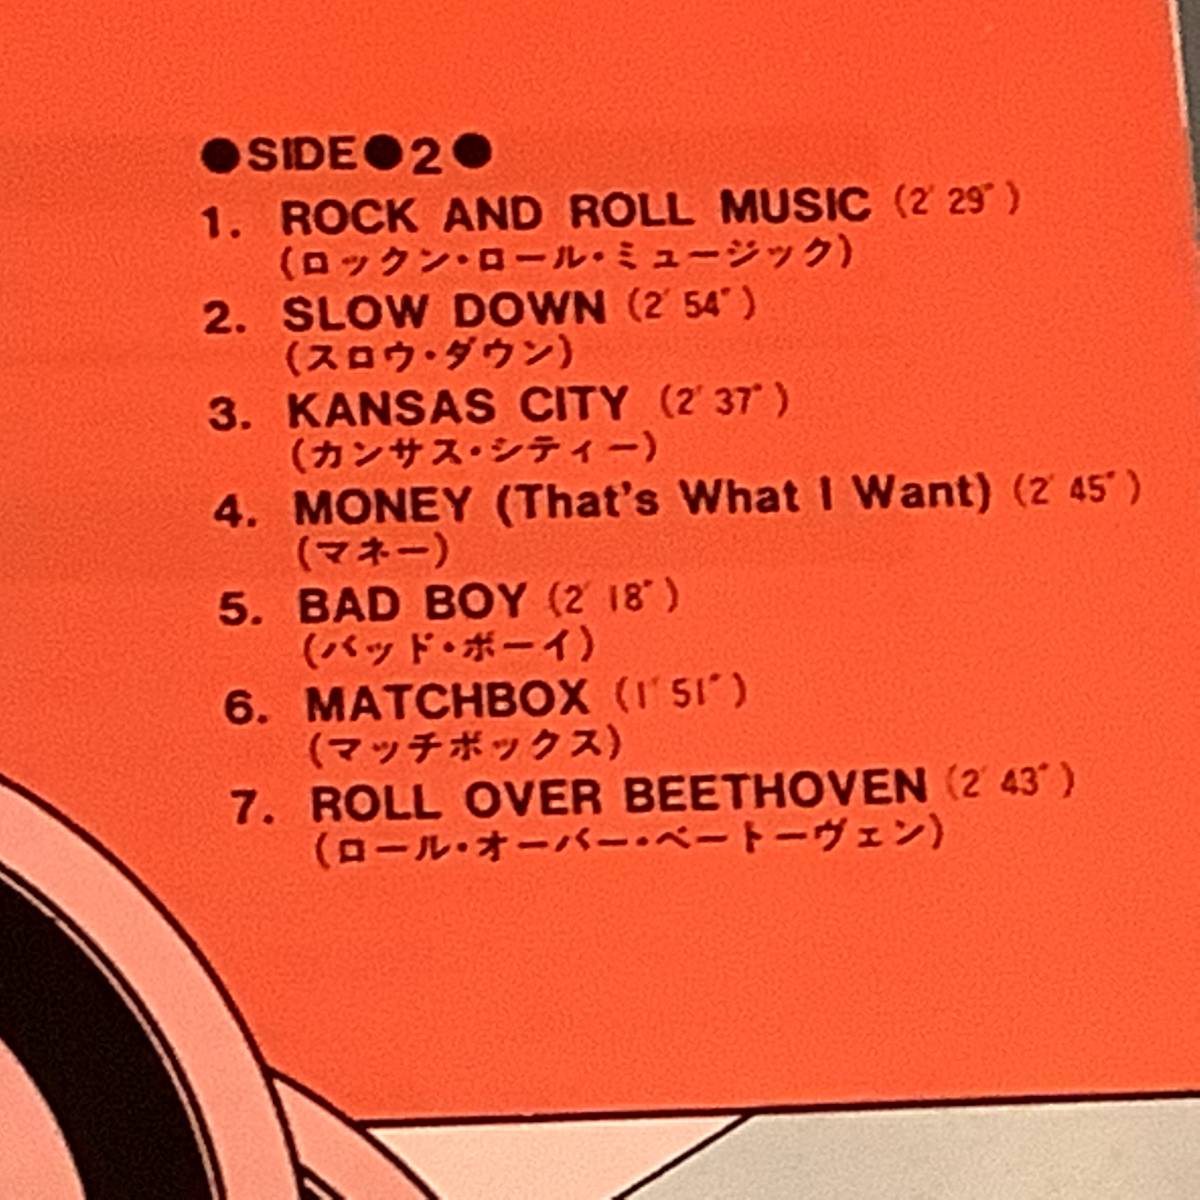 ●SIDE●2●
1. ROCK AND ROLL MUSIC (2′ 29″)
(ロックン・ロール・ミュージック)
2. SLOW DOWN (2′ 54″)
(スロウ・ダウン)
3. KANSAS CITY (2′ 37″)
(カンサス・シティー)
4. MONEY (That's What I Want) (2′ 45″)
(マネー)
5. BAD BOY (2′ 18″)
(バッド・ボーイ)
6. MATCHBOX (1′ 51″)
(マッチボックス)
7. ROLL OVER BEETHOVEN (2′ 43″)
(ロール・オーバー・ベートーヴェン)